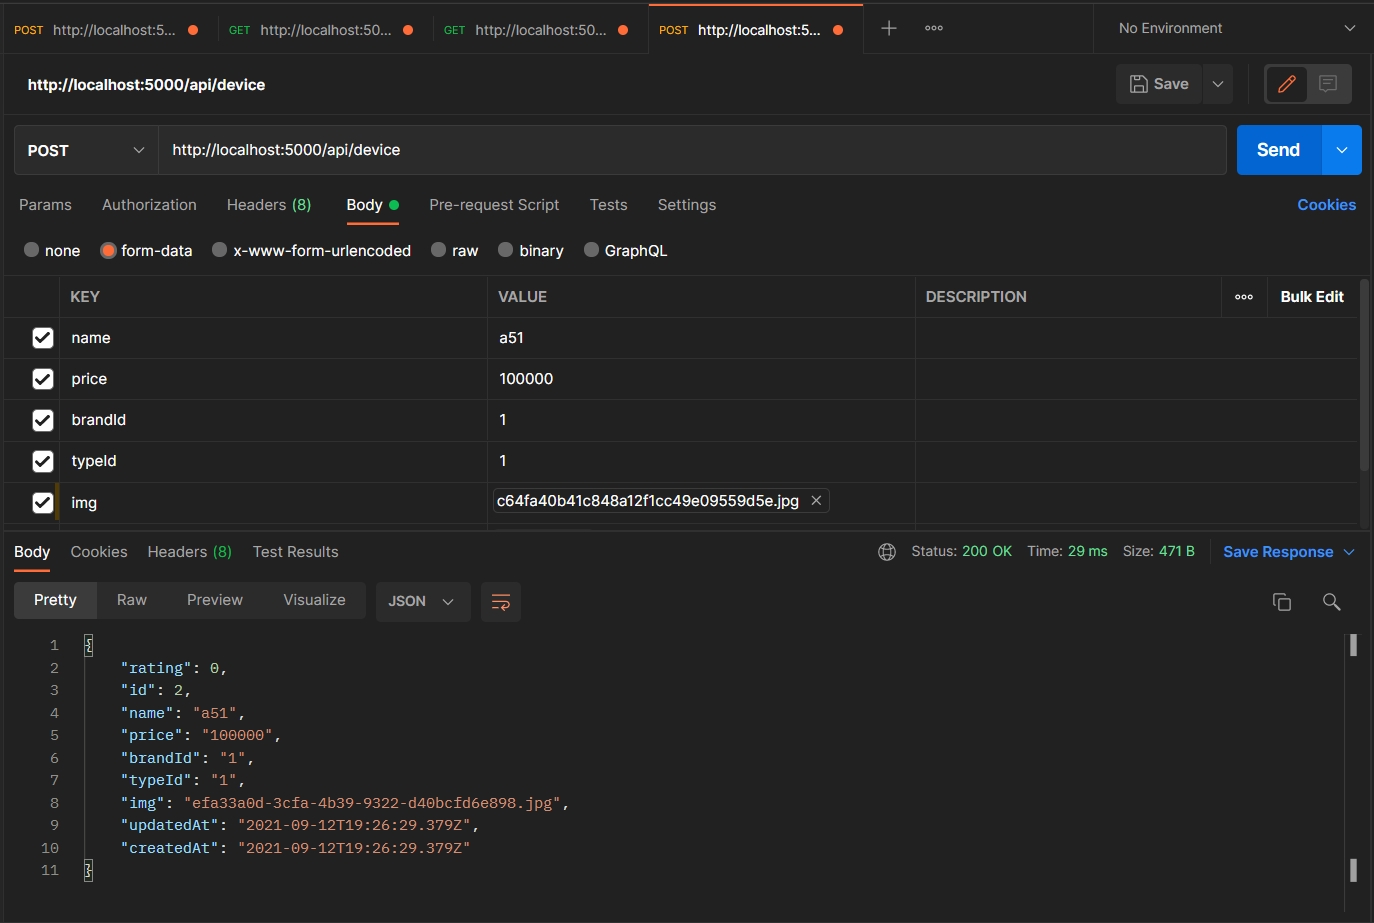 POST http://localhost:5... GET http://localhost:50... GET http://localhost:50... POST http://localhost:5... No Environment
http://localhost:5000/api/device Save
POST http://localhost:5000/api/device Send
Params Authorization Headers (8) Body Pre-request Script Tests Settings Cookies
none form-data x-www-form-urlencoded raw binary GraphQL
KEY VALUE DESCRIPTION Bulk Edit
name a51
price 100000
brandId 1
typeId 1
img c64fa40b41c848a12f1cc49e09559d5e.jpg
Body Cookies Headers (8) Test Results Status: 200 OK Time: 29 ms Size: 471 B Save Response
Pretty Raw Preview Visualize JSON
1 {
2 "rating": 0,
3 "id": 2,
4 "name": "a51",
5 "price": "100000",
6 "brandId": "1",
7 "typeId": "1",
8 "img": "efa33a0d-3cfa-4b39-9322-d40bcfd6e898.jpg",
9 "updatedAt": "2021-09-12T19:26:29.379Z",
10 "createdAt": "2021-09-12T19:26:29.379Z"
11 }